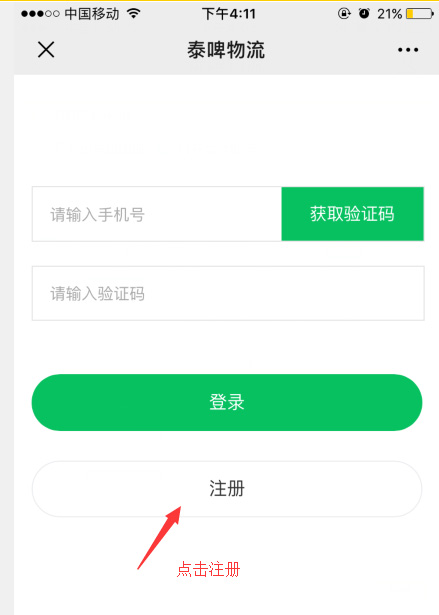 中国移动 下午4:11 21%
泰啤物流
请输入手机号 获取验证码
请输入验证码
登录
注册
点击注册